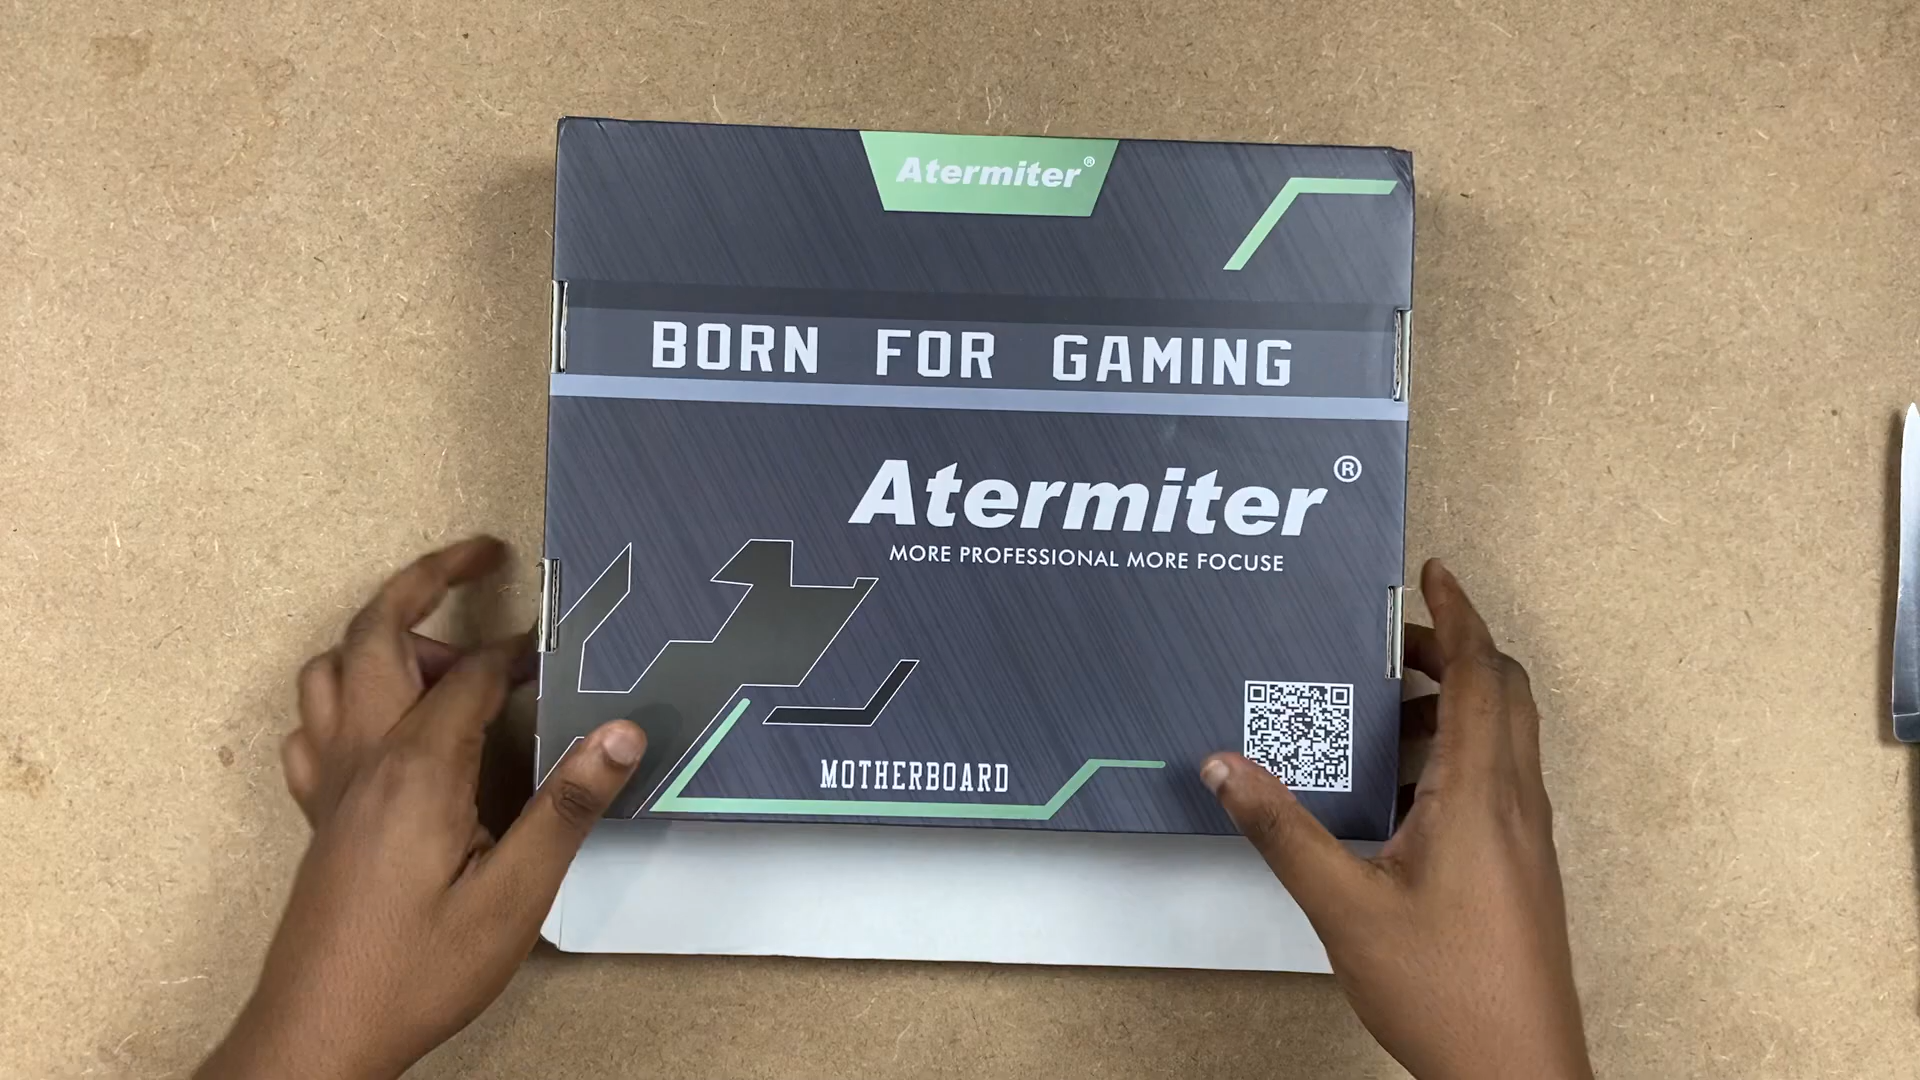 Atermiter®
BORN FOR GAMING
Atermiter®
MORE PROFESSIONAL MORE FOCUSE
MOTHERBOARD